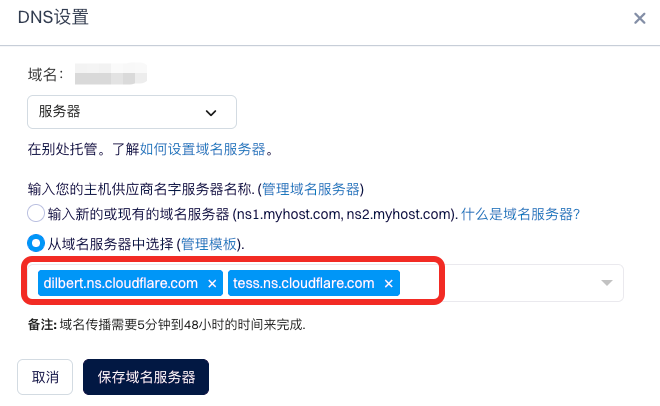 DNS设置
域名：
服务器
在别处托管。了解如何设置域名服务器。
输入您的主机供应商名字服务器名称. (管理域名服务器)
输入新的或现有的域名服务器 (ns1.myhost.com, ns2.myhost.com). 什么是域名服务器?
从域名服务器中选择 (管理模板).
dilbert.ns.cloudflare.com × tess.ns.cloudflare.com ×
备注: 域名传播需要5分钟到48小时的时间来完成.
取消 保存域名服务器